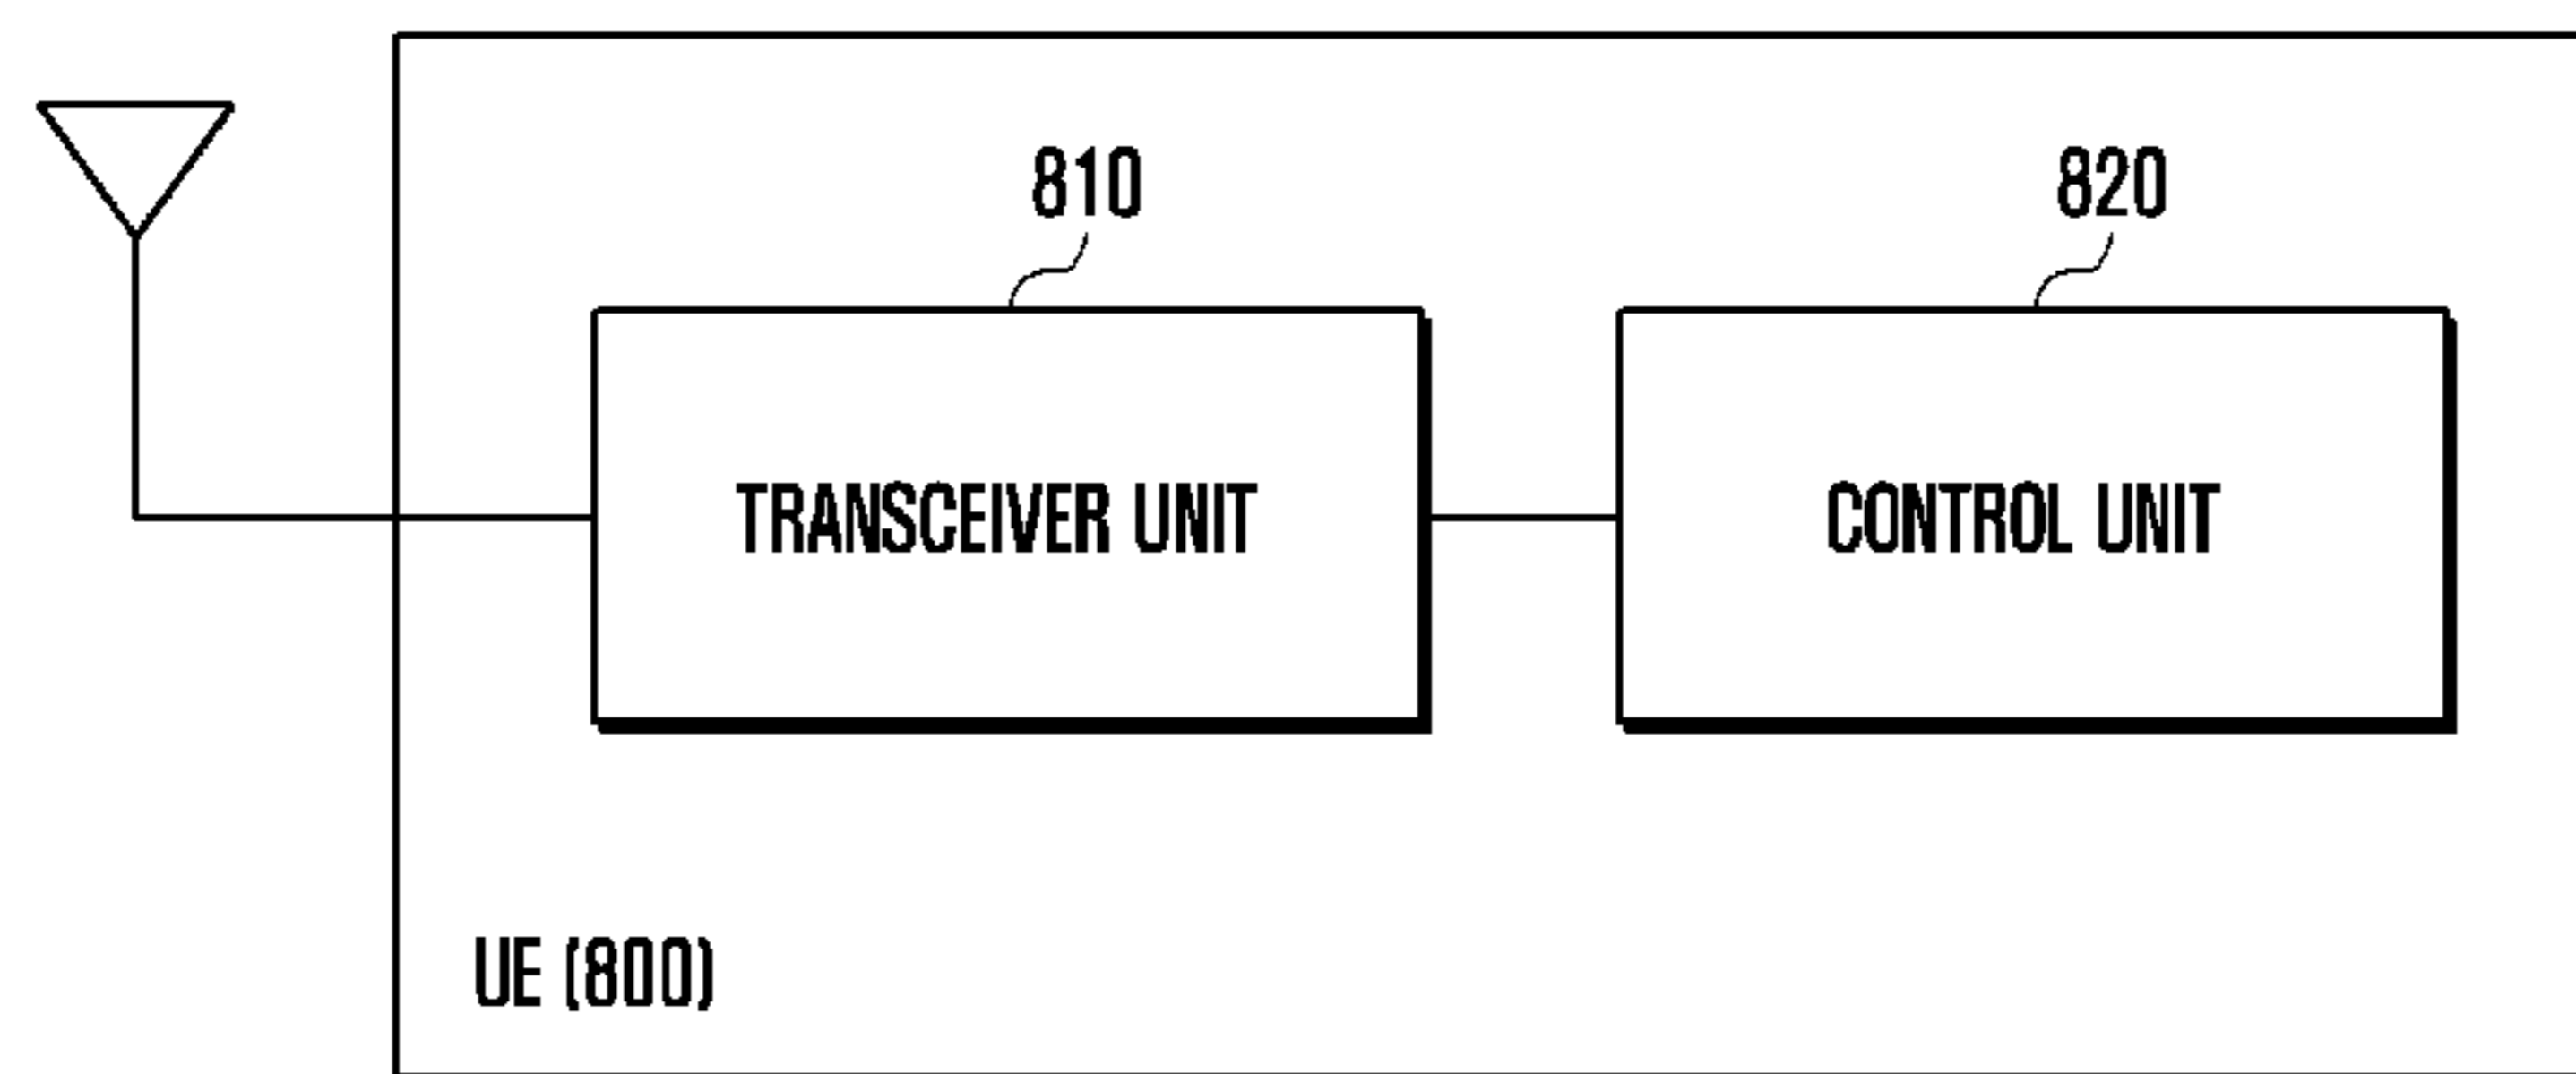 810
820
TRANSCEIVER UNIT
CONTROL UNIT
UE (800)